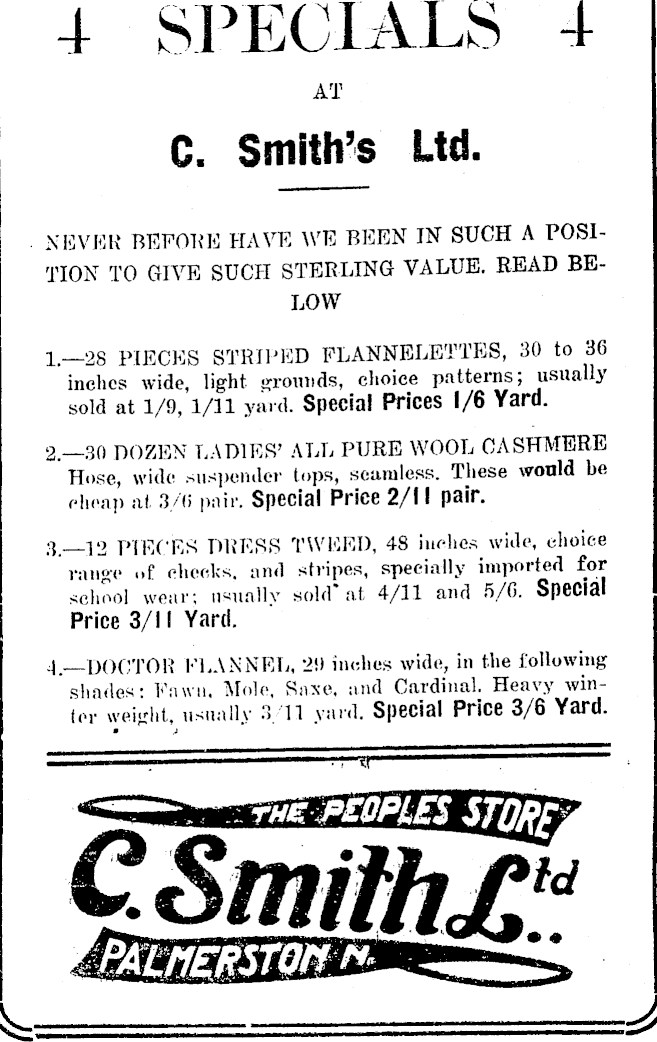 4 SPECIALS 4
AT
C. Smith's Ltd.
NEVER BEFORE HAVE WE BEEN IN SUCH A POSI-
TION TO GIVE SUCH STERLING VALUE. READ BE-
LOW
1.—28 PIECES STRIPED FLANNELETTES, 30 to 36
inches wide, light grounds, choice patterns; usually
sold at 1/9, 1/11 yard. Special Prices 1/6 Yard.
2.—30 DOZEN LADIES' ALL PURE WOOL CASHMERE
Hose, wide suspender tops, seamless. These would be
cheap at 3/6 pair. Special Price 2/11 pair.
3.—12 PIECES DRESS TWEED, 48 inches wide, choice
range of checks, and stripes, specially imported for
school wear; usually sold at 4/11 and 5/6. Special
Price 3/11 Yard.
4.—DOCTOR FLANNEL, 29 inches wide, in the following
shades: Fawn, Mole, Saxe, and Cardinal. Heavy win-
ter weight, usually 3/11 yard. Special Price 3/6 Yard.
THE PEOPLES STORE
C. Smith Ltd..
PALMERSTON N.